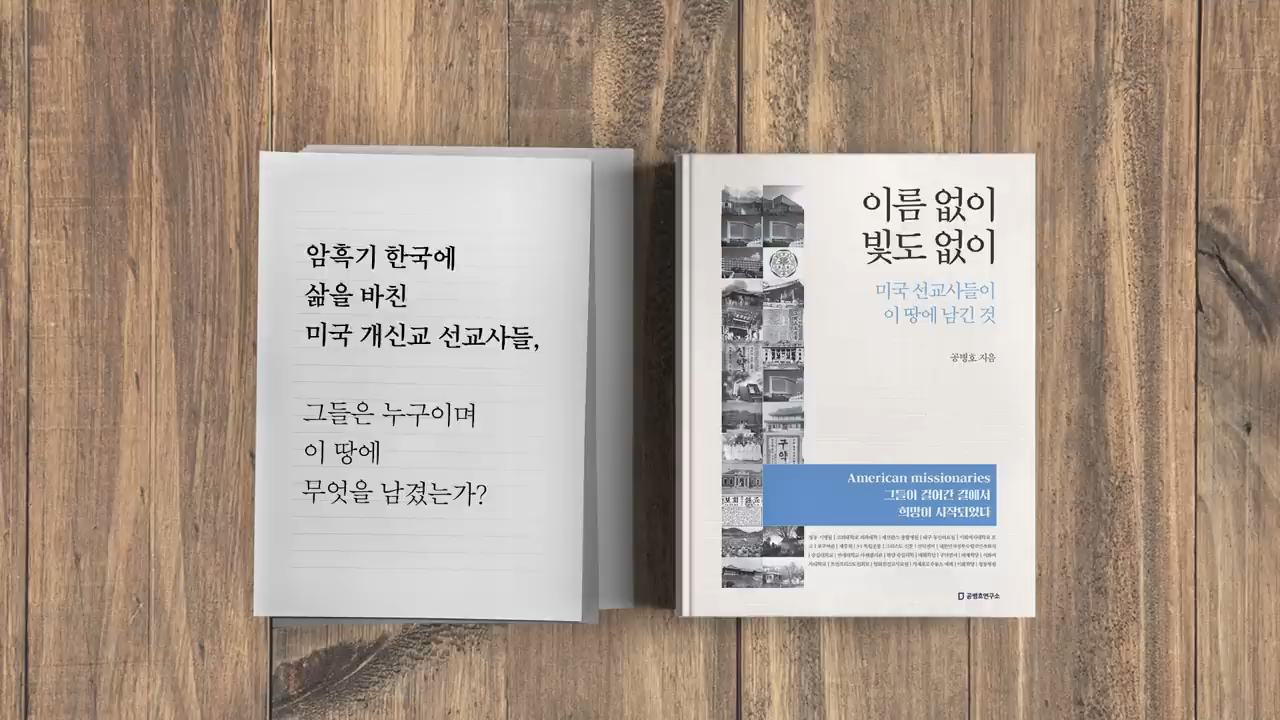 암흑기 한국에
삶을 바친
미국 개신교 선교사들,
그들은 누구이며
이 땅에
무엇을 남겼는가?
이름 없이
빛도 없이
미국 선교사들이
이 땅에 남긴 것
공병호 지음
구약
American missionaries
그들이 걸어간 길에서
희망이 시작되었다
공병호연구소